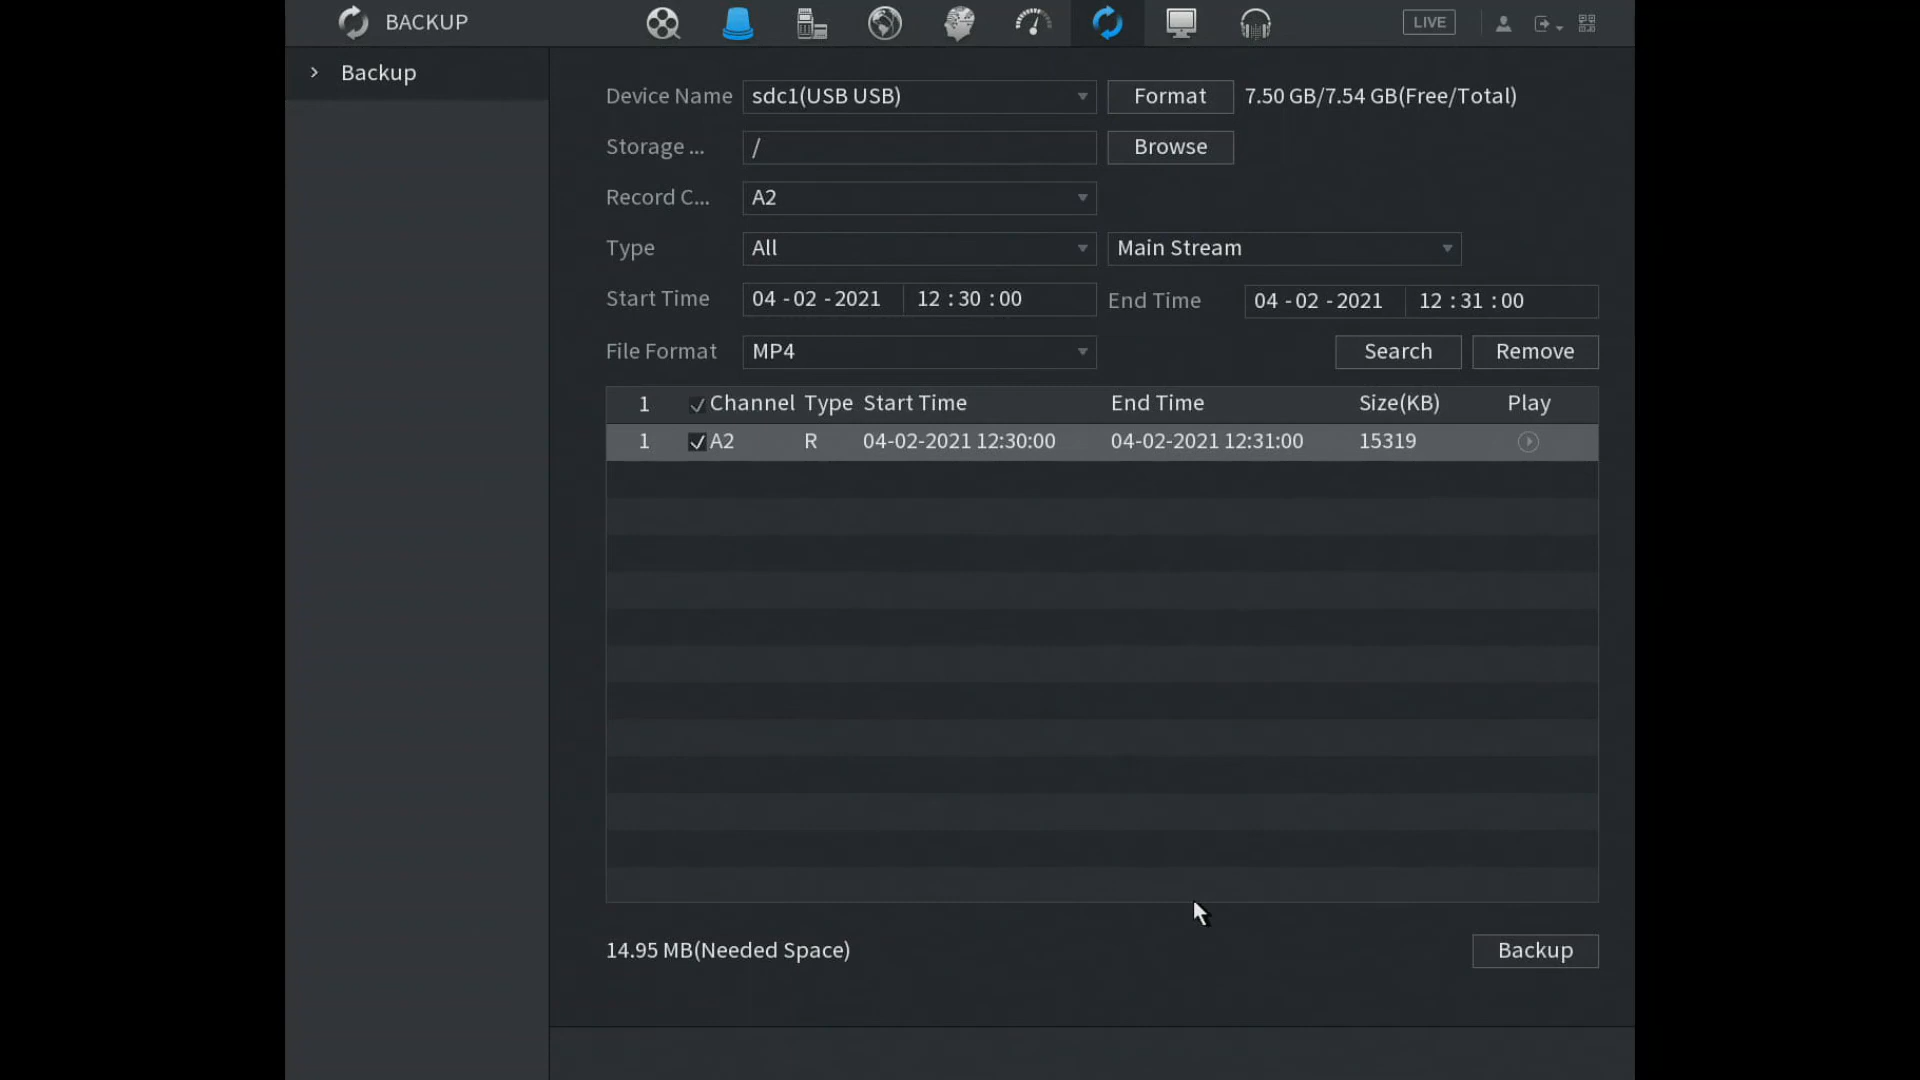 BACKUP LIVE
Backup
Device Name sdc1(USB USB) Format 7.50 GB/7.54 GB(Free/Total)
Storage ... / Browse
Record C... A2
Type All Main Stream
Start Time 04 -02 -2021 12 : 30 : 00 End Time 04 -02 -2021 12 : 31 : 00
File Format MP4 Search Remove
1 Channel Type Start Time End Time Size(KB) Play
1 A2 R 04-02-2021 12:30:00 04-02-2021 12:31:00 15319
14.95 MB(Needed Space) Backup